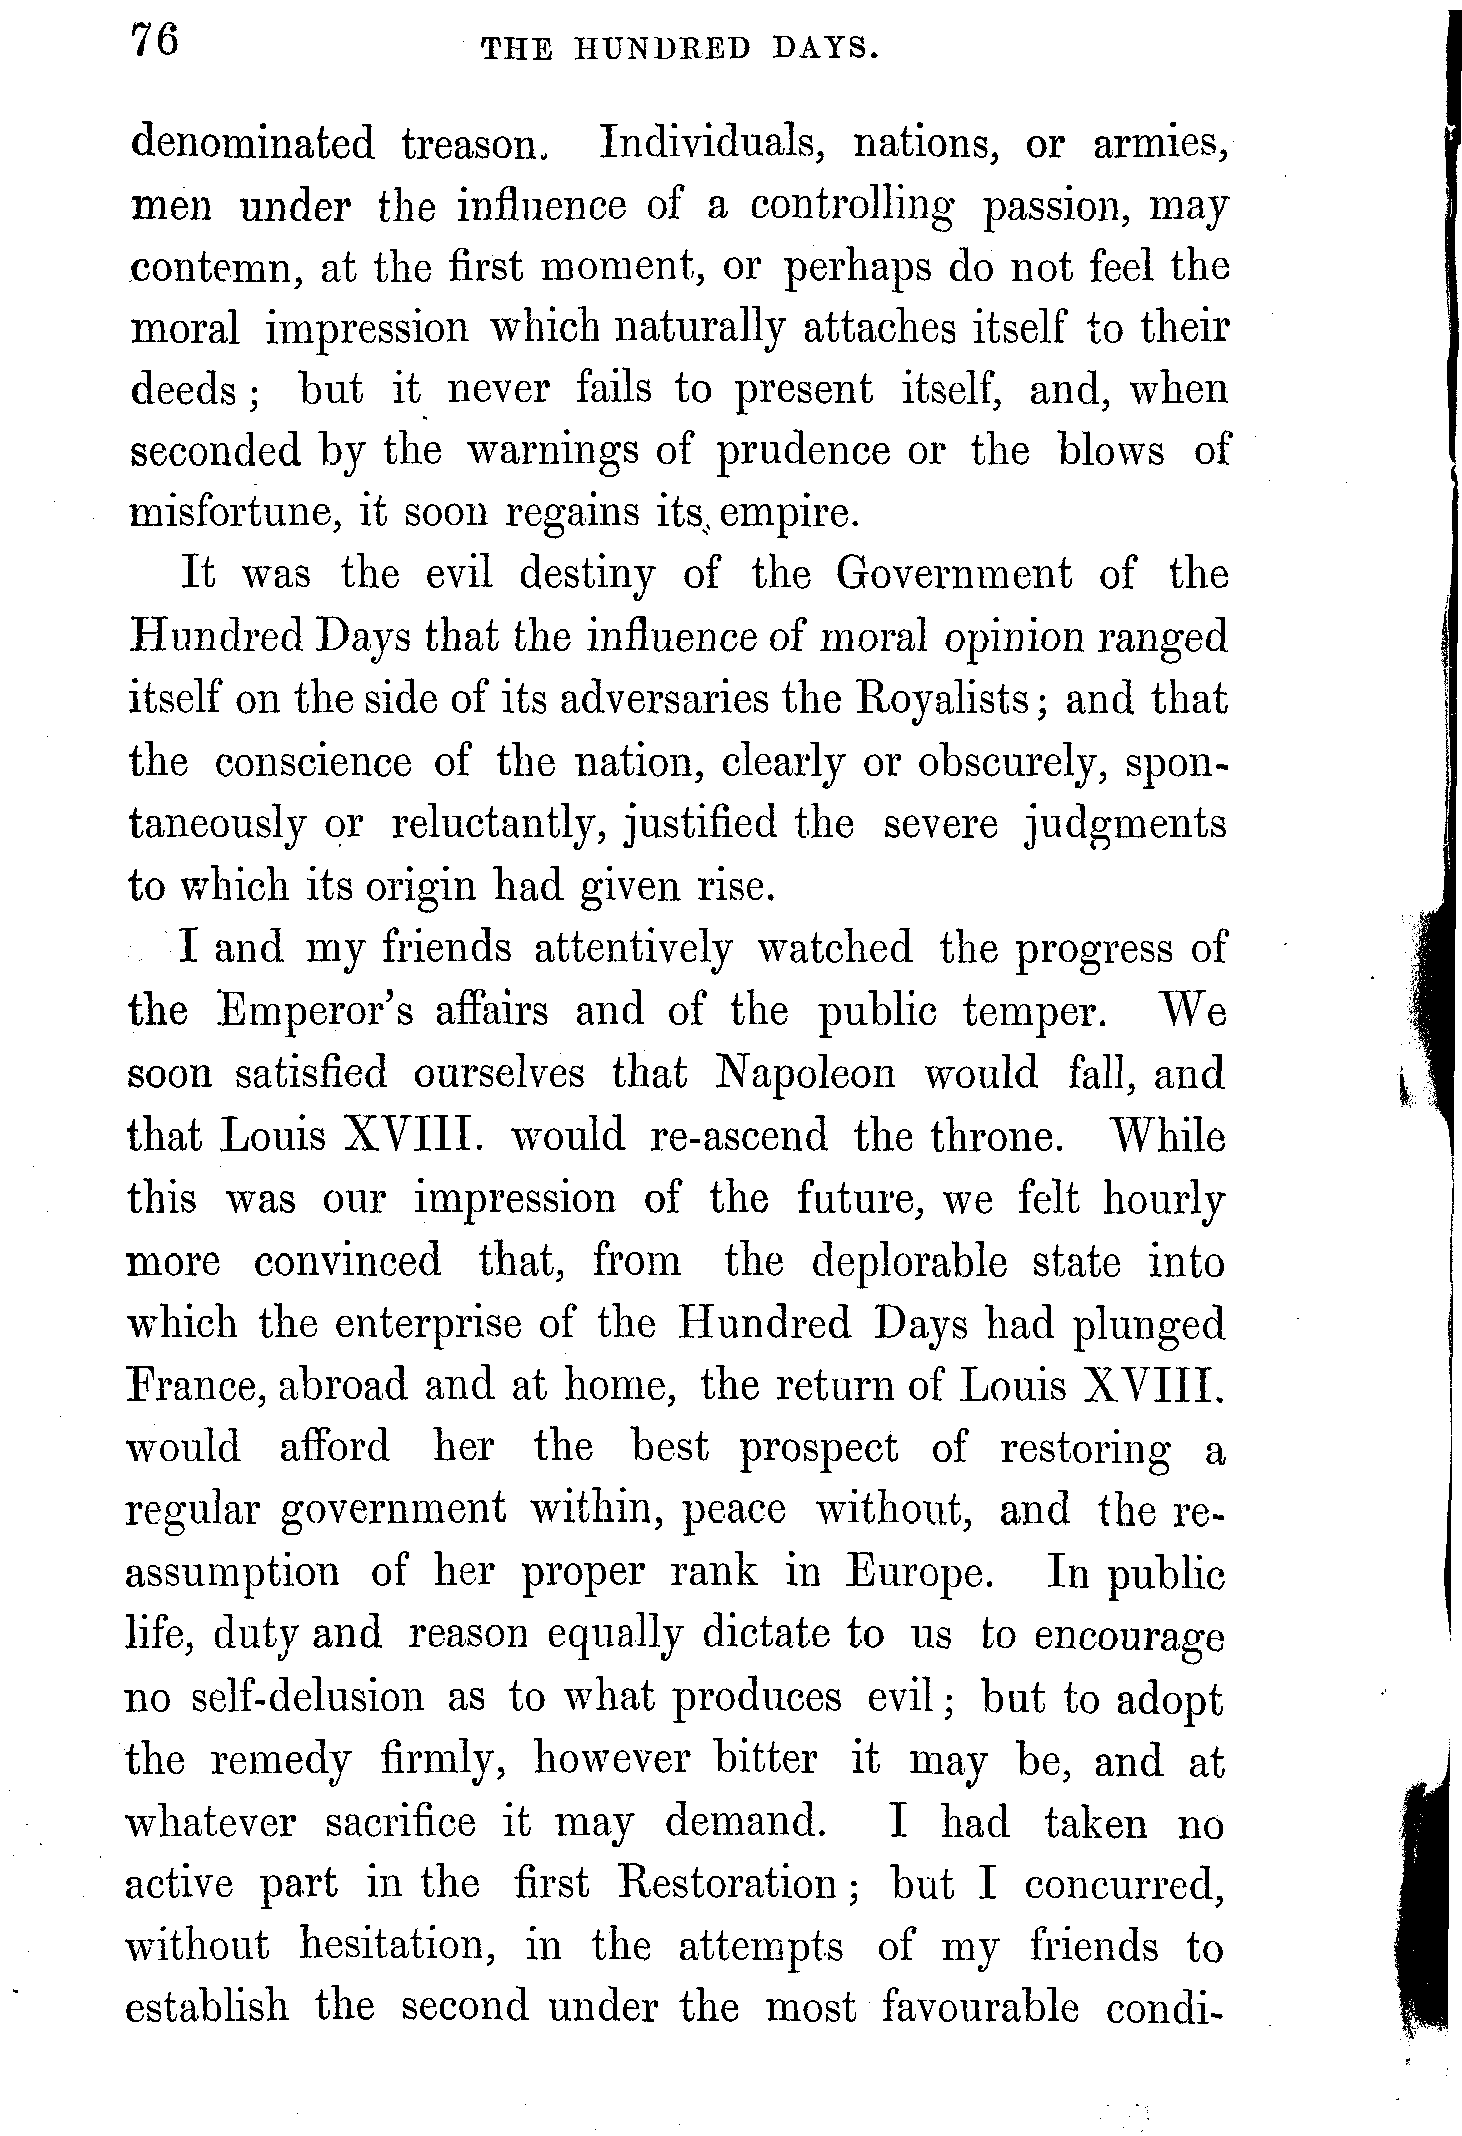 76
THE HUNDRED DAYS.
denominated treason. Individuals, nations, or armies,
men under the influence of a controlling passion, may
contemn, at the first moment, or perhaps do not feel the
moral impression which naturally attaches itself to their
deeds; but it never fails to present itself, and, when
seconded by the warnings of prudence or the blows of
misfortune, it soon regains its empire.
It was the evil destiny of the Government of the
Hundred Days that the influence of moral opinion ranged
itself on the side of its adversaries the Royalists; and that
the conscience of the nation, clearly or obscurely, spon-
taneously or reluctantly, justified the severe judgments
to which its origin had given rise.
I and my friends attentively watched the progress of
the Emperor's affairs and of the public temper. We
soon satisfied ourselves that Napoleon would fall, and
that Louis XVIII. would re-ascend the throne. While
this was our impression of the future, we felt hourly
more convinced that, from the deplorable state into
which the enterprise of the Hundred Days had plunged
France, abroad and at home, the return of Louis XVIII.
would afford her the best prospect of restoring a
regular government within, peace without, and the re-
assumption of her proper rank in Europe. In public
life, duty and reason equally dictate to us to encourage
no self-delusion as to what produces evil; but to adopt
the remedy firmly, however bitter it may be, and at
whatever sacrifice it may demand. I had taken no
active part in the first Restoration; but I concurred,
without hesitation, in the attempts of my friends to
establish the second under the most favourable condi-